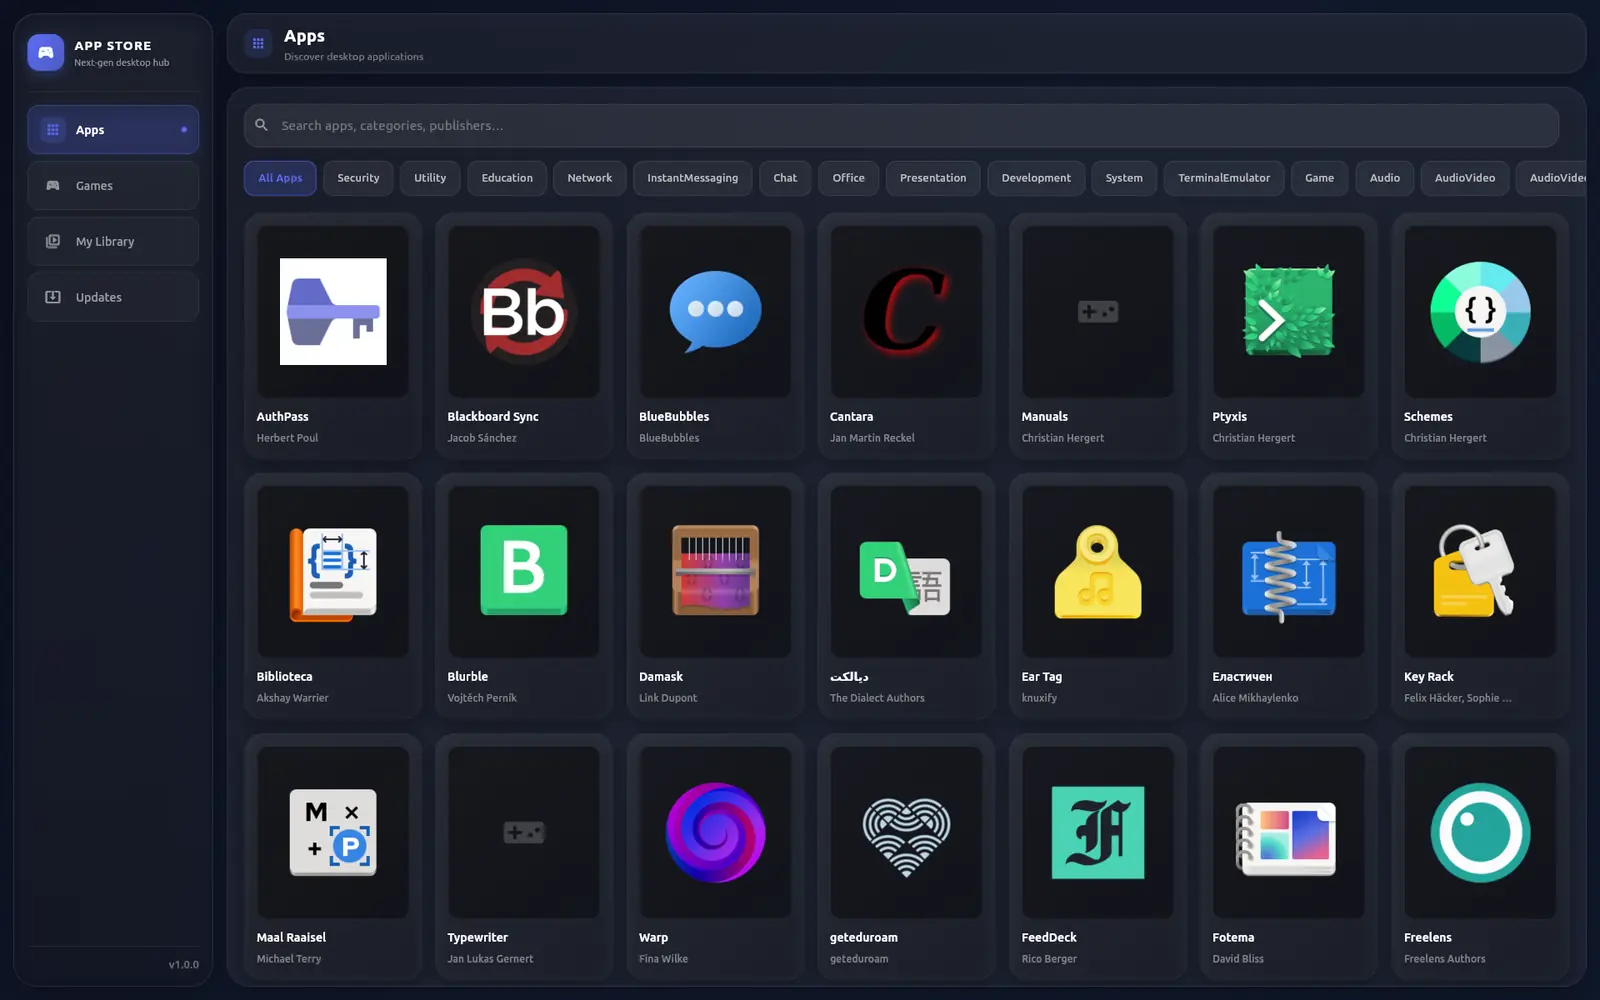 APP STORE
Next-gen desktop hub
Apps
Games
My Library
Updates
v1.0.0
Apps
Discover desktop applications
Search apps, categories, publishers...
All Apps
Security
Utility
Education
Network
InstantMessaging
Chat
Office
Presentation
Development
System
TerminalEmulator
Game
Audio
AudioVideo
AudioVide
Bb
C
{}
AuthPass
Herbert Poul
Blackboard Sync
Jacob Sánchez
BlueBubbles
BlueBubbles
Cantara
Jan Martin Reckel
Manuals
Christian Hergert
Ptyxis
Christian Hergert
Schemes
Christian Hergert
{}
B
D
語
Biblioteca
Akshay Warrier
Blurble
Vojtěch Perník
Damask
Link Dupont
ديالكت
The Dialect Authors
Ear Tag
knuxify
Еластичен
Alice Mikhaylenko
Key Rack
Felix Häcker, Sophie ...
M ×
+ P
F
Maal Raaisel
Michael Terry
Typewriter
Jan Lukas Gernert
Warp
Fina Wilke
geteduroam
geteduroam
FeedDeck
Rico Berger
Fotema
David Bliss
Freelens
Freelens Authors